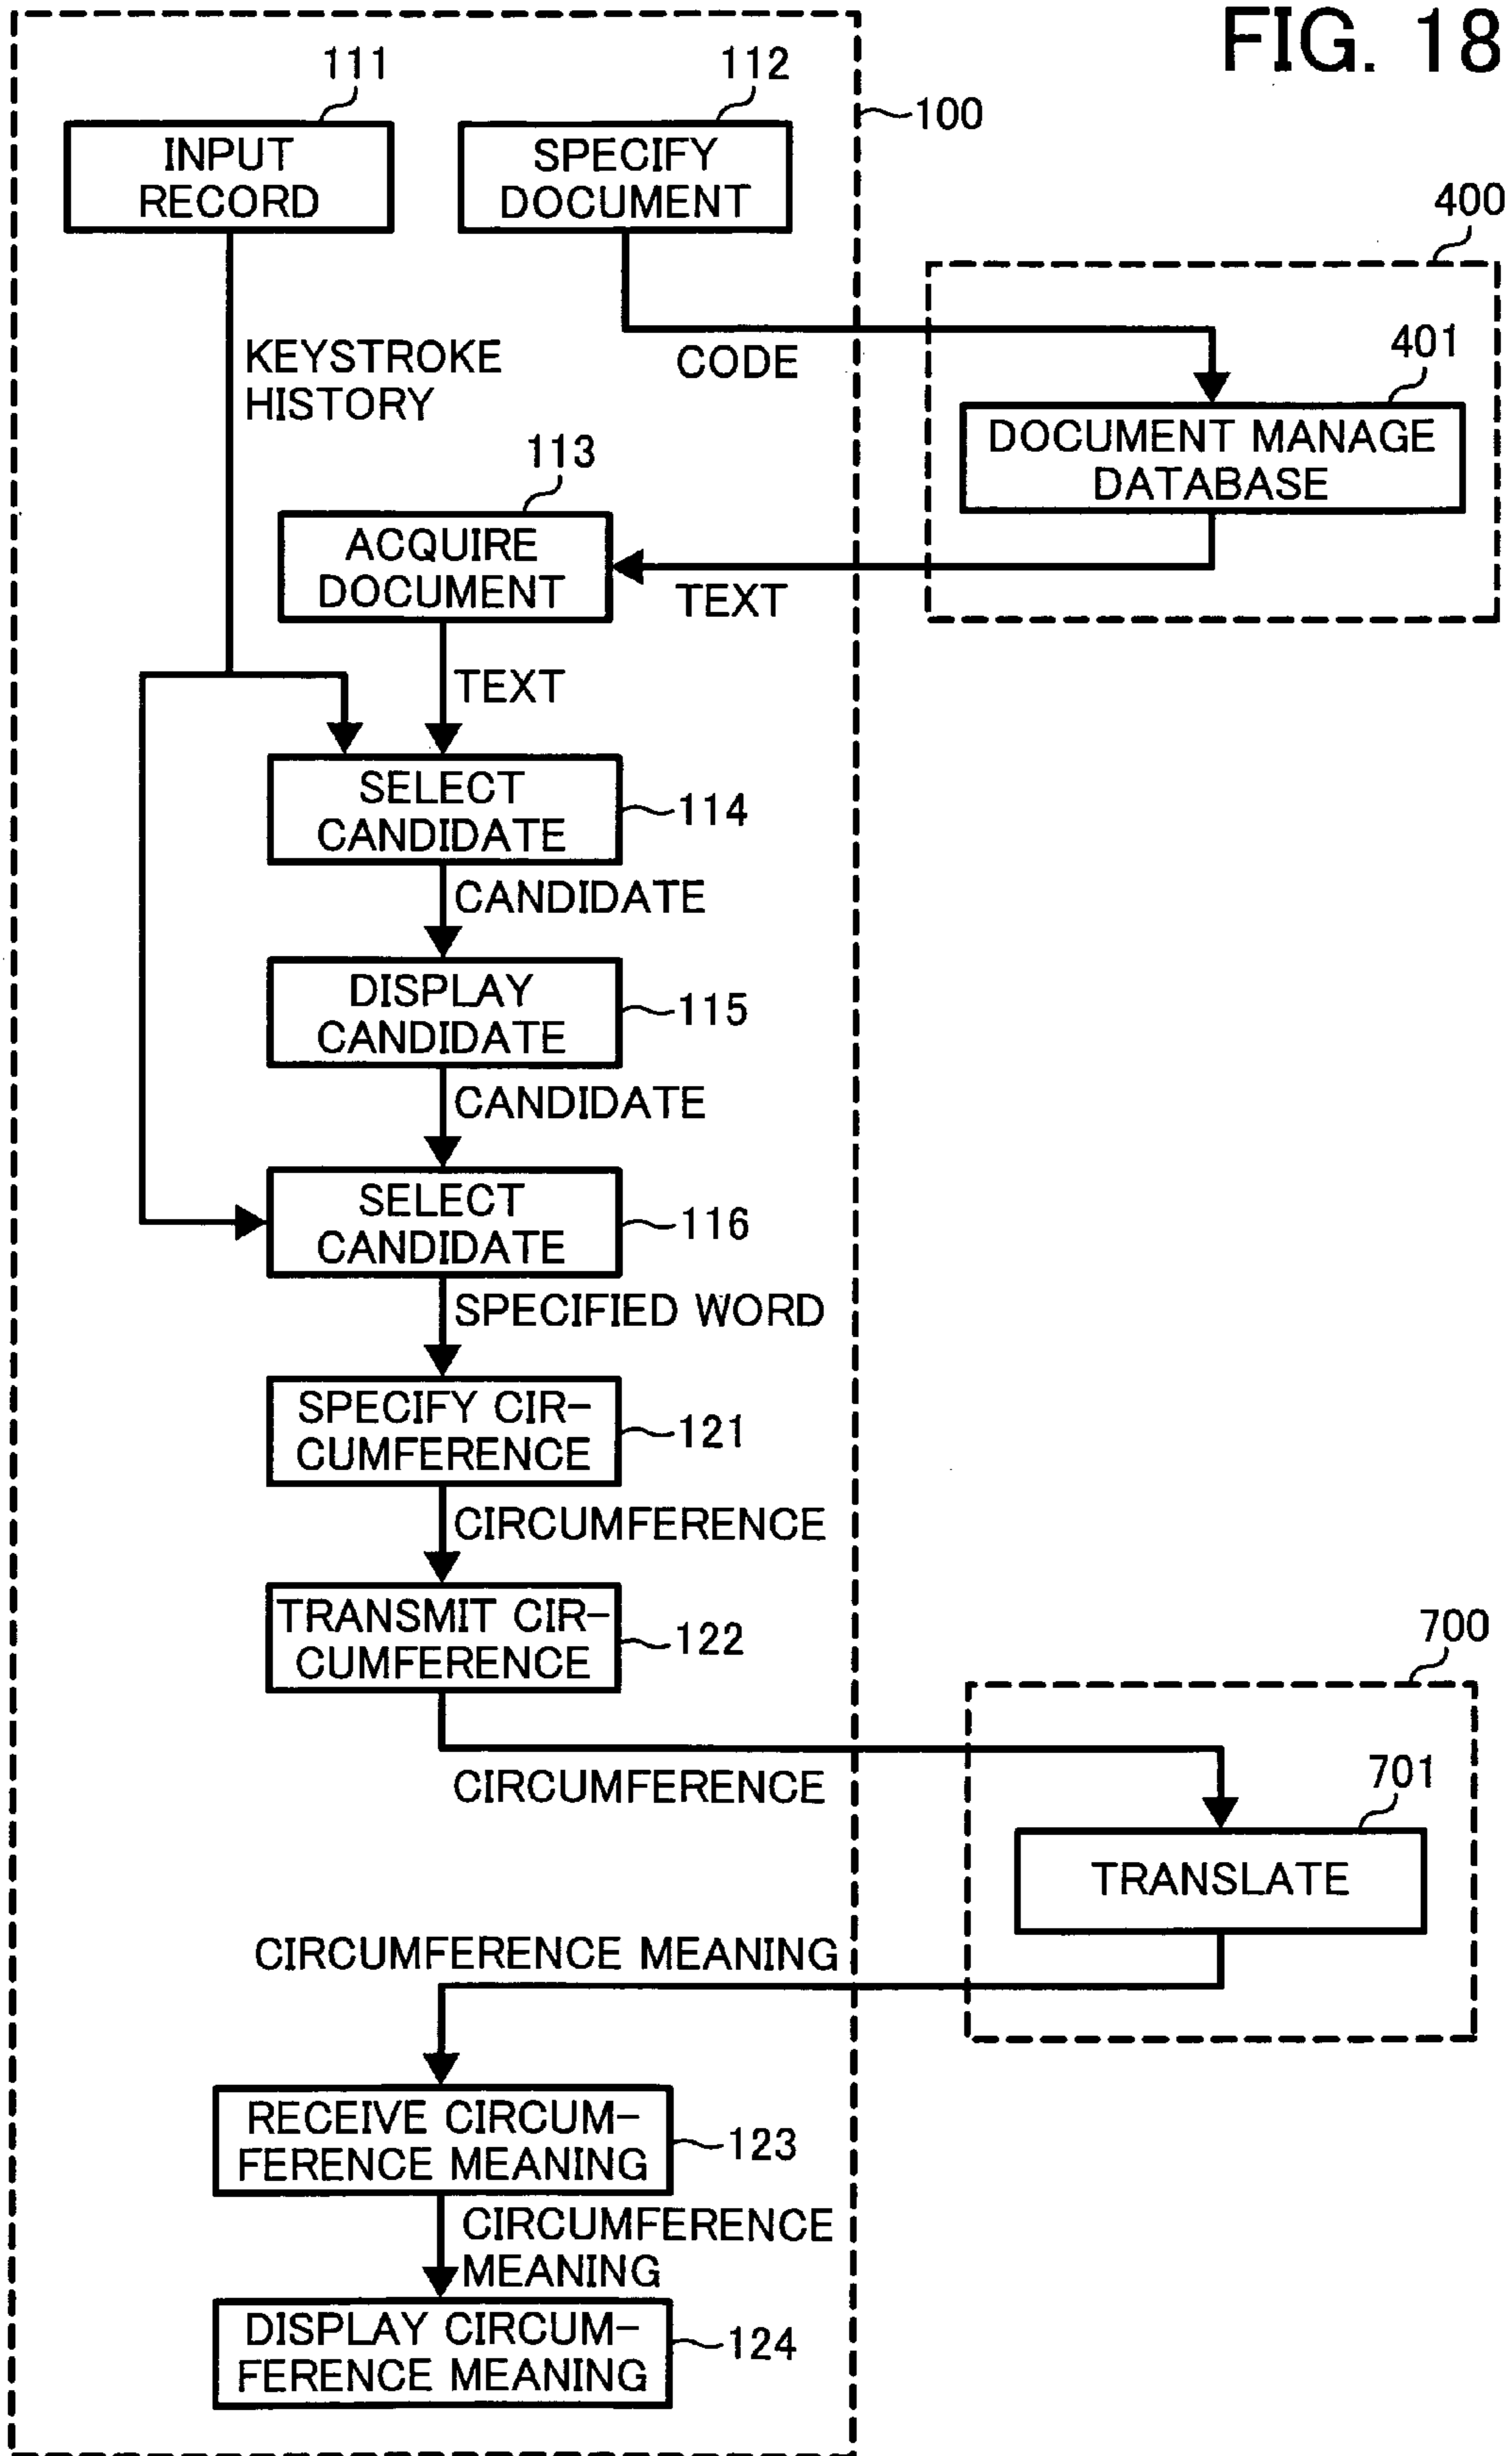 FIG. 18
111
112
100
INPUT
RECORD
SPECIFY
DOCUMENT
400
KEYSTROKE
HISTORY
CODE
401
DOCUMENT MANAGE
DATABASE
113
ACQUIRE
DOCUMENT
TEXT
TEXT
SELECT
CANDIDATE
114
CANDIDATE
DISPLAY
CANDIDATE
115
CANDIDATE
SELECT
CANDIDATE
116
SPECIFIED WORD
SPECIFY CIR-
CUMFERENCE
121
CIRCUMFERENCE
TRANSMIT CIR-
CUMFERENCE
122
700
CIRCUMFERENCE
701
TRANSLATE
CIRCUMFERENCE MEANING
RECEIVE CIRCUM-
FERENCE MEANING
123
CIRCUMFERENCE
MEANING
DISPLAY CIRCUM-
FERENCE MEANING
124